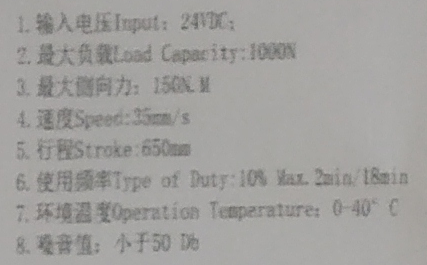 1. 输入电压Input: 24VDC;
2. 最大负载Load Capacity:1000N
3. 最大侧向力: 150N.M
4. 速度Speed:35mm/s
5. 行程Stroke:650mm
6. 使用频率Type of Duty:10% Max. 2min/18min
7. 环境温度Operation Temperature: 0-40° C
8. 噪音值: 小于50 Db